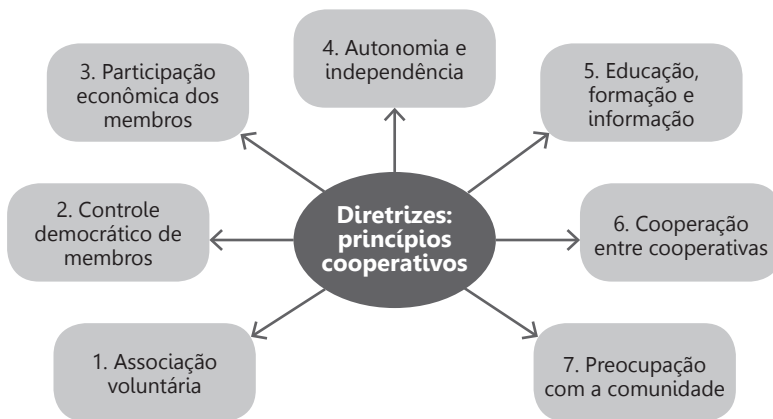 4. Autonomia e
independência
3. Participação
econômica dos
membros
5. Educação,
formação e
informação
2. Controle
democrático de
membros
Diretrizes:
princípios
cooperativos
6. Cooperação
entre cooperativas
1. Associação
voluntária
7. Preocupação
com a comunidade